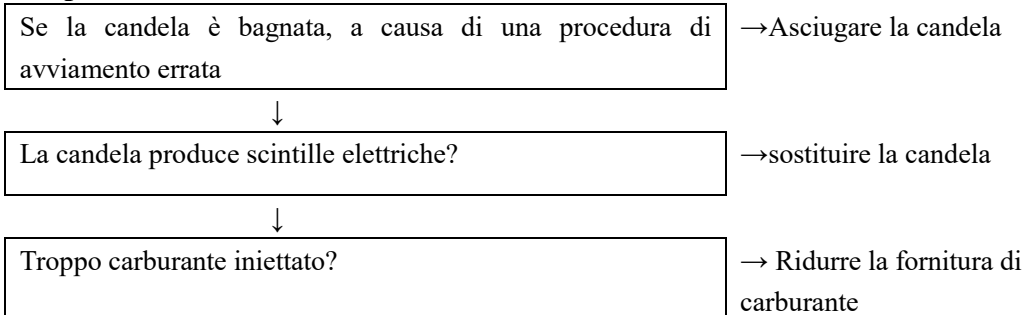 Se la candela è bagnata, a causa di una procedura di →Asciugare la candela
avviamento errata
↓
La candela produce scintille elettriche? →sostituire la candela
↓
Troppo carburante iniettato? → Ridurre la fornitura di
carburante